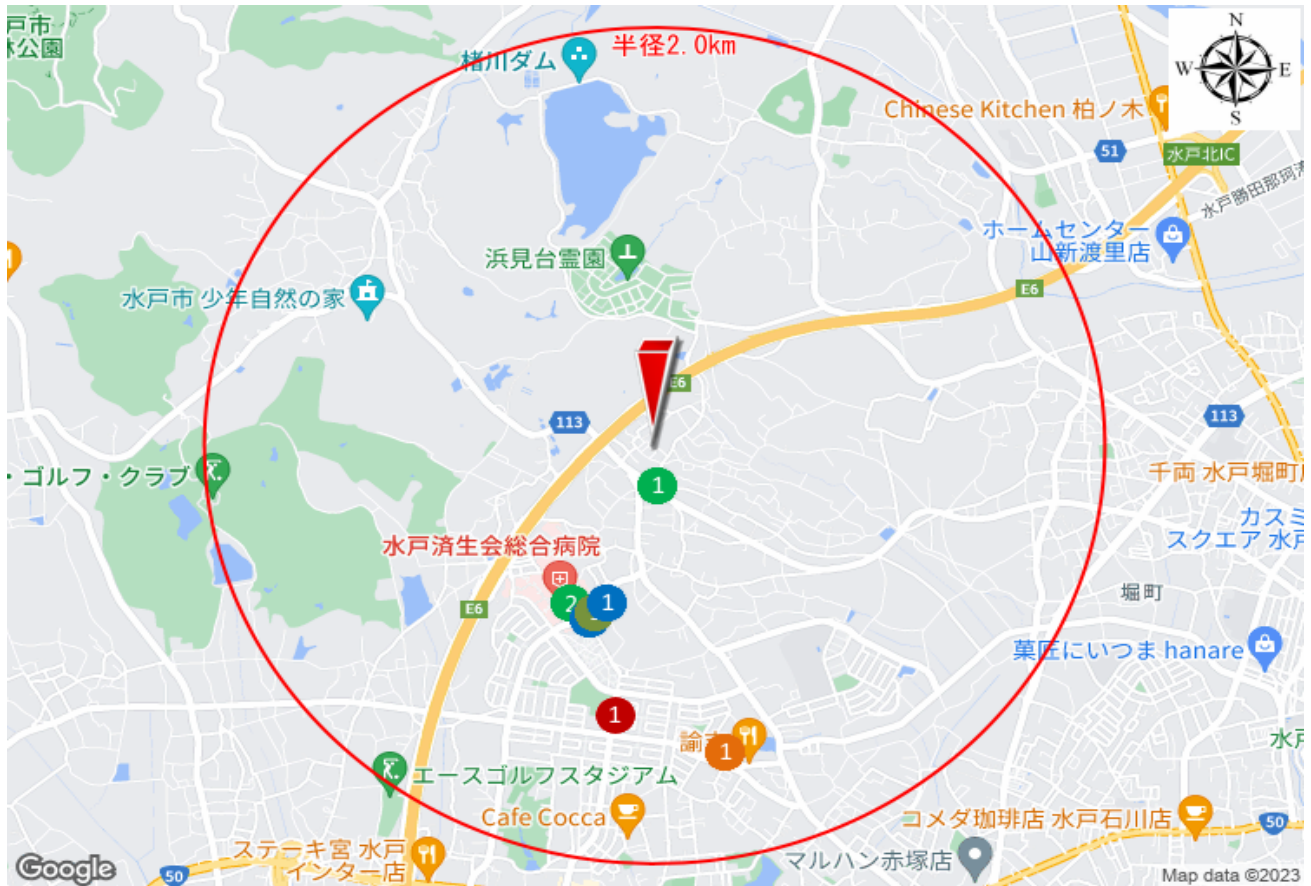 戸市
林公園
楮川ダム
半径2.0km
N
W
E
S
Chinese Kitchen 柏ノ木
51
水戸北IC
水戸勝田那珂湊
ホームセンター
山新渡里店
浜見台霊園
E6
水戸市 少年自然の家
E6
113
113
・ゴルフ・クラブ
1
千両 水戸堀町
カスミ
スクエア 水戸
水戸済生会総合病院
2
1
E6
堀町
菓匠にいつま hanare
1
諭
1
水戸
エースゴルフスタジアム
Cafe Cocca
コメダ珈琲店 水戸石川店
50
ステーキ宮 水戸
インター店
マルハン赤塚店
Google
50
Map data ©2023